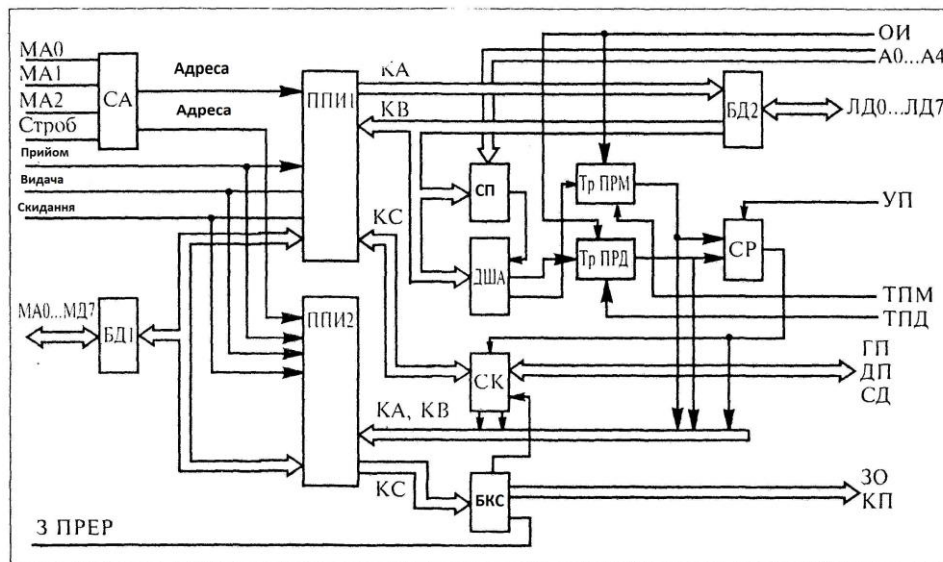 МА0
МА1
МА2
Строб
Прийом
Видача
Скидання
СА
Адреса
Адреса
ППИ1
КА
КВ
КС
БД2
ОИ
А0...А4
ЛД0...ЛД7
СП
ДША
Тр ПРМ
Тр ПРД
СР
УП
ТПМ
ТПД
МА0...МД7
БД1
ППИ2
СК
ГП
ДП
СД
КА, КВ
КС
БКС
ЗО
КП
З ПРЕР